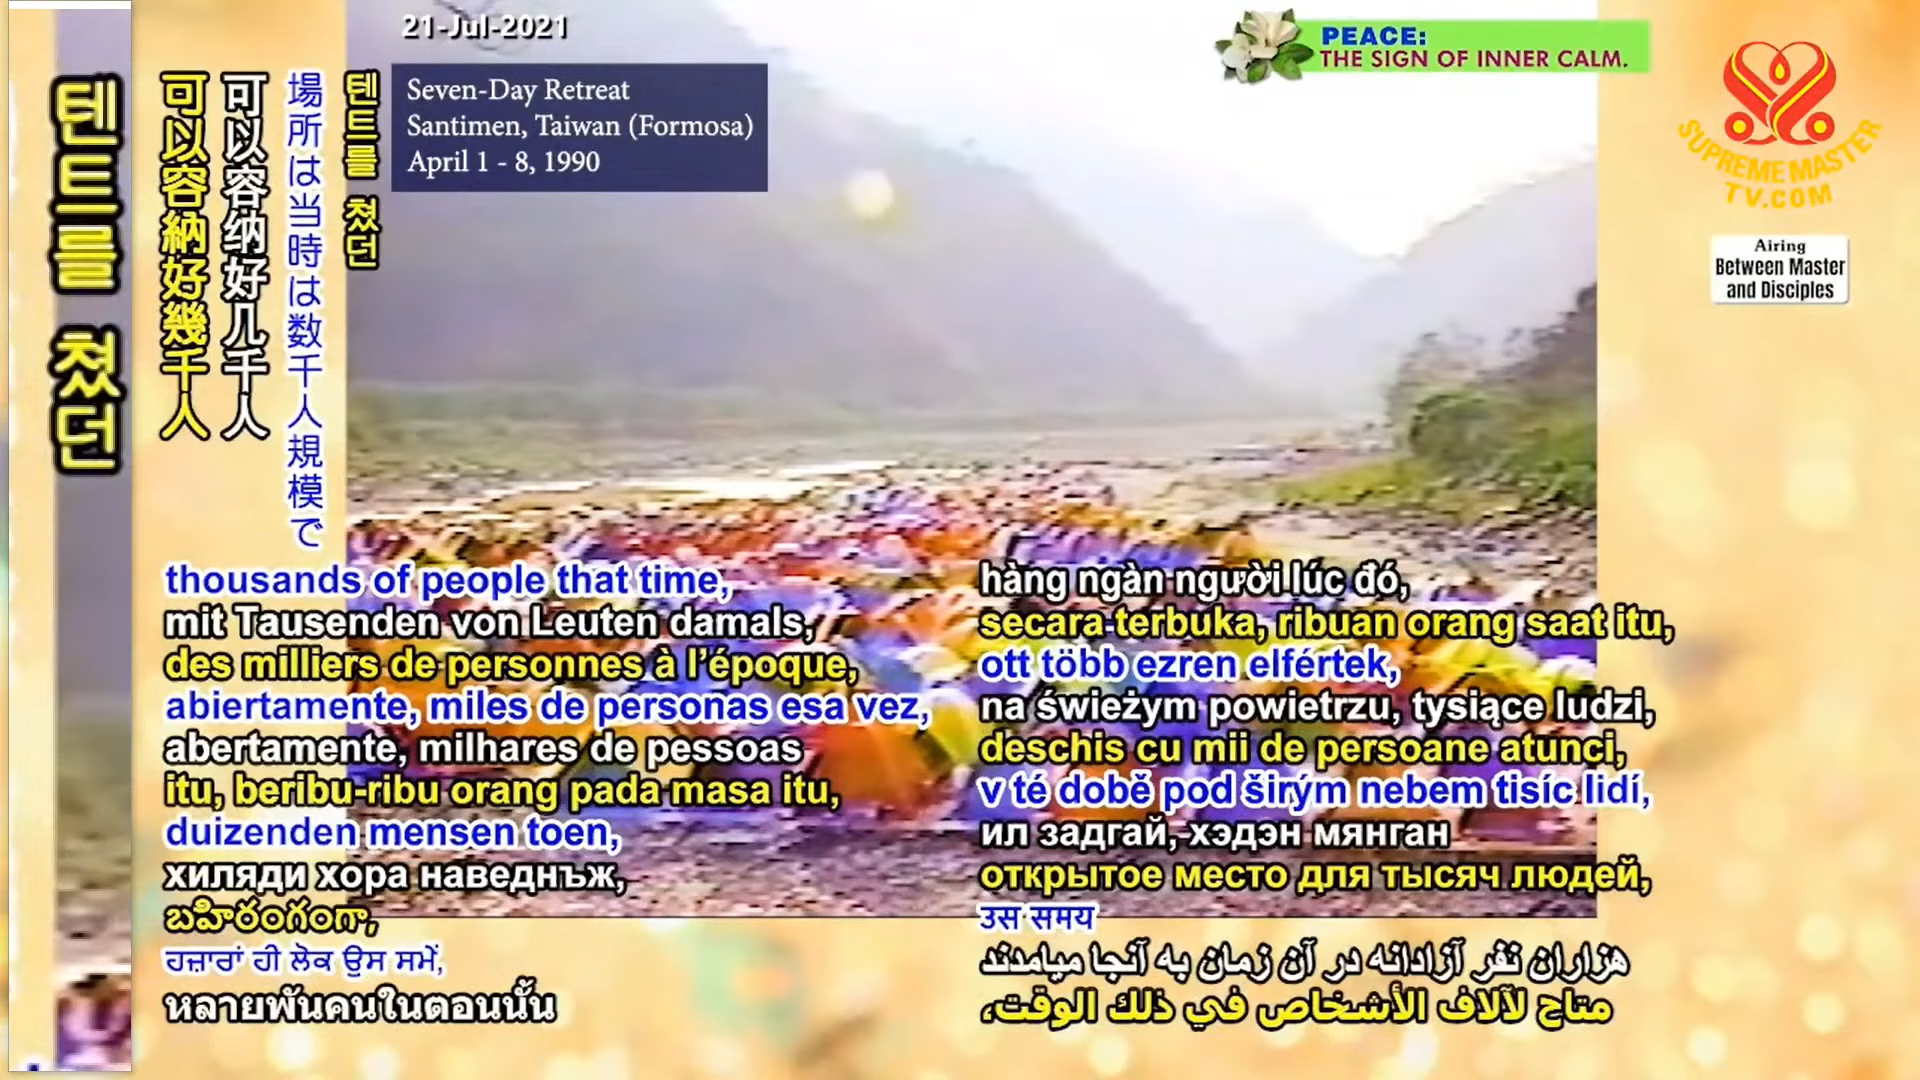 21-Jul-2021
Seven-Day Retreat
Santimen, Taiwan (Formosa)
April 1 - 8, 1990
PEACE:
THE SIGN OF INNER CALM.
SUPREME MASTER
TV.COM
Airing
Between Master
and Disciples
텐트를 쳤던
可以容納好幾千人
可以容纳好几千人
場所は当時は数千人規模で
텐트를 쳤던
thousands of people that time,
mit Tausenden von Leuten damals,
des milliers de personnes à l’époque,
abiertamente, miles de personas esa vez,
abertamente, milhares de pessoas
itu, beribu-ribu orang pada masa itu,
duizenden mensen toen,
хиляди хора наведнъж,
బహిరంగంగా,
ਹਜ਼ਾਰਾਂ ਹੀ ਲੋਕ ਉਸ ਸਮੇਂ,
หลายพันคนในตอนนั้น
hàng ngàn người lúc đó,
secara terbuka, ribuan orang saat itu,
ott több ezren elfértek,
na świeżym powietrzu, tysiące ludzi,
deschis cu mii de persoane atunci,
v té době pod širým nebem tisíc lidí,
ил задгай, хэдэн мянган
открытое место для тысяч людей,
उस समय
هزاران نفر آزادانه در آن زمان به آنجا میامدند
متاح لآلاف الأشخاص في ذلك الوقت،